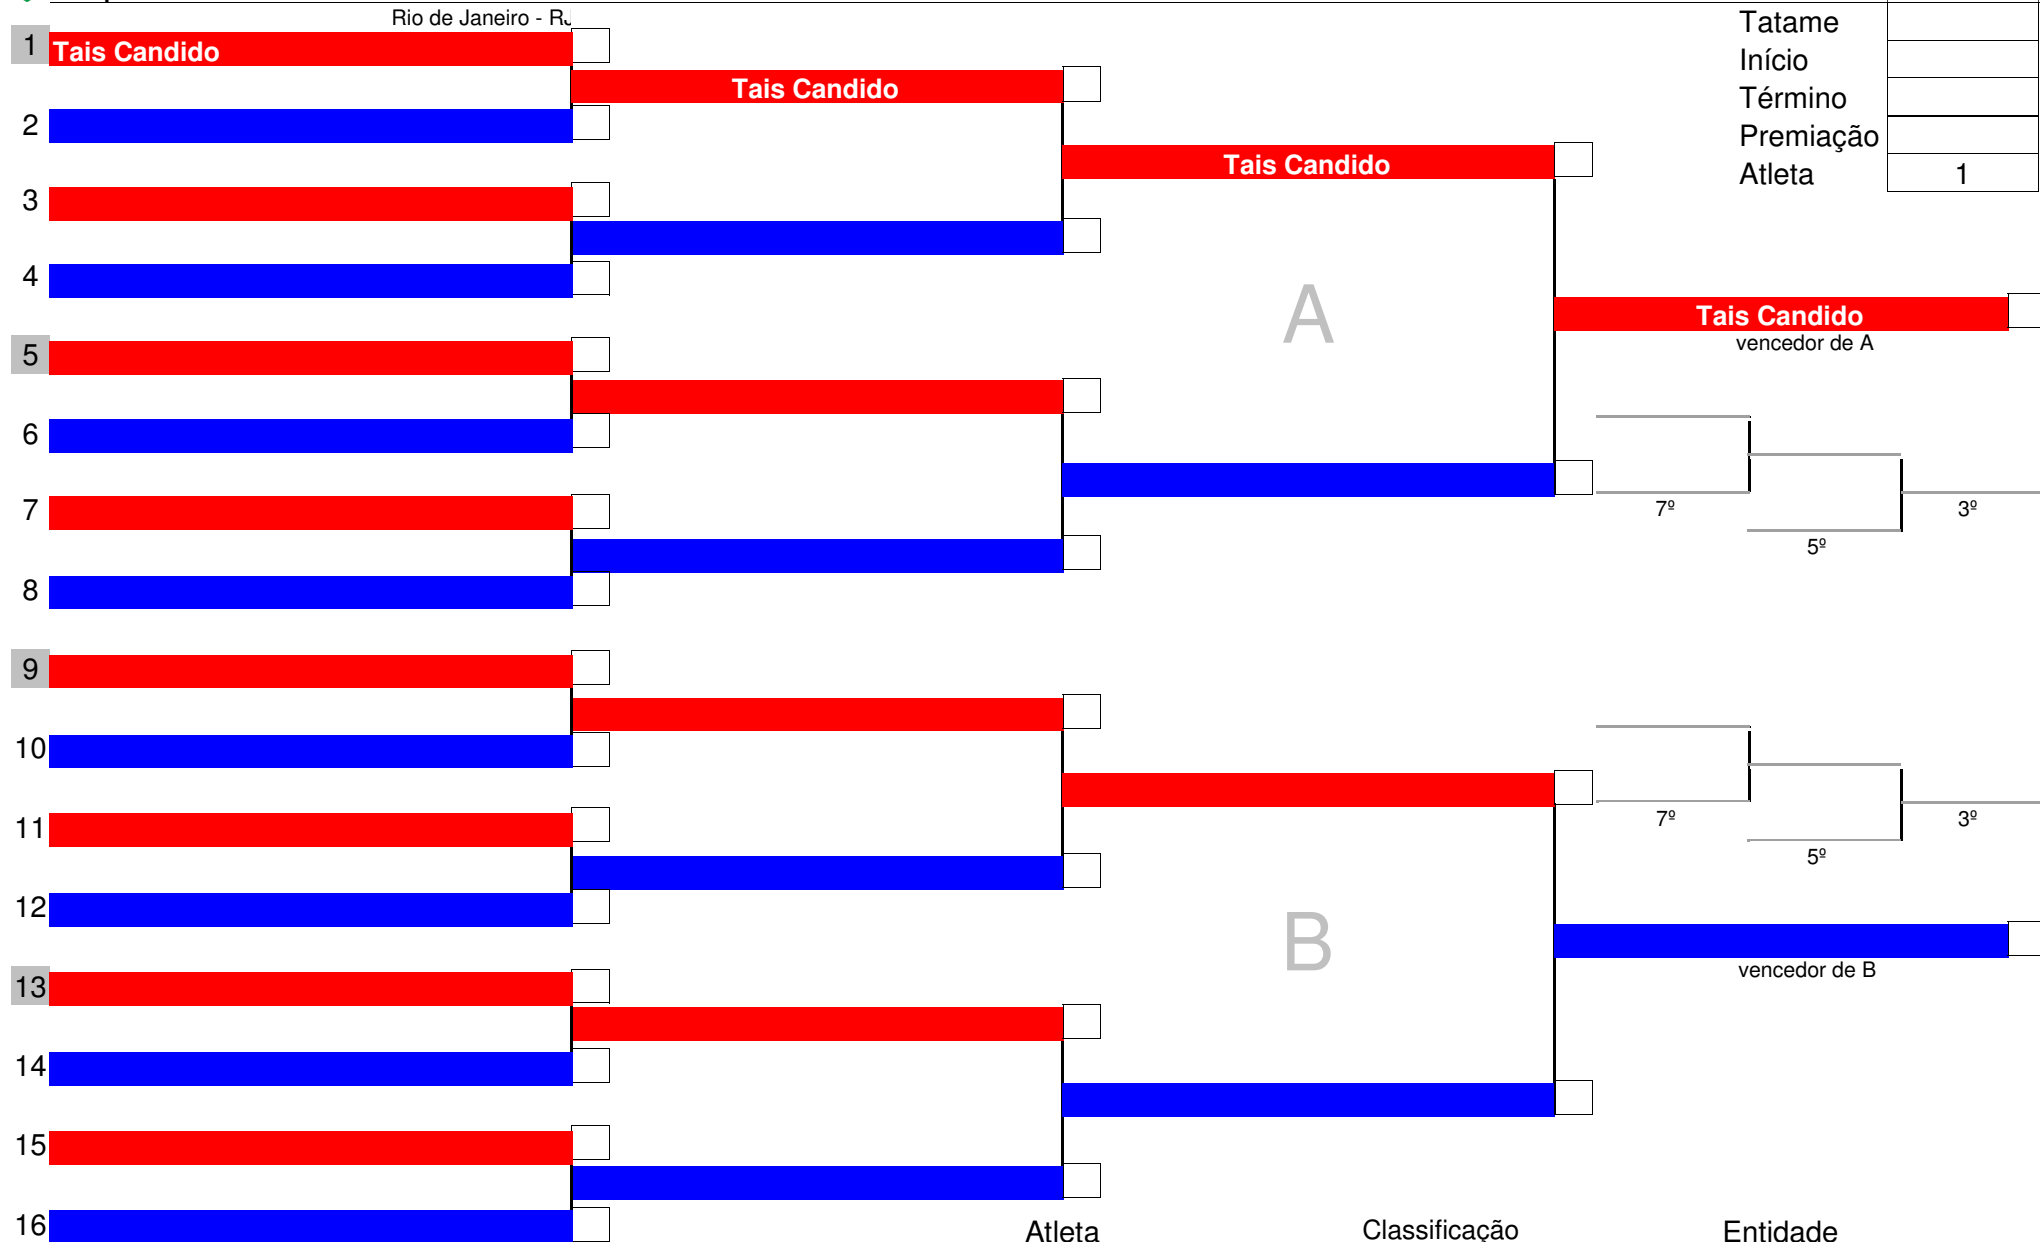 Rio de Janeiro - RJ
Tatame
Início
Término
Premiação
Atleta 1
1 Tais Candido
Tais Candido
2
Tais Candido
3
4
A
Tais Candido
vencedor de A
5
6
7
7º
3º
5º
8
9
10
11
7º
3º
5º
12
B
vencedor de B
13
14
15
16
Atleta Classificação Entidade